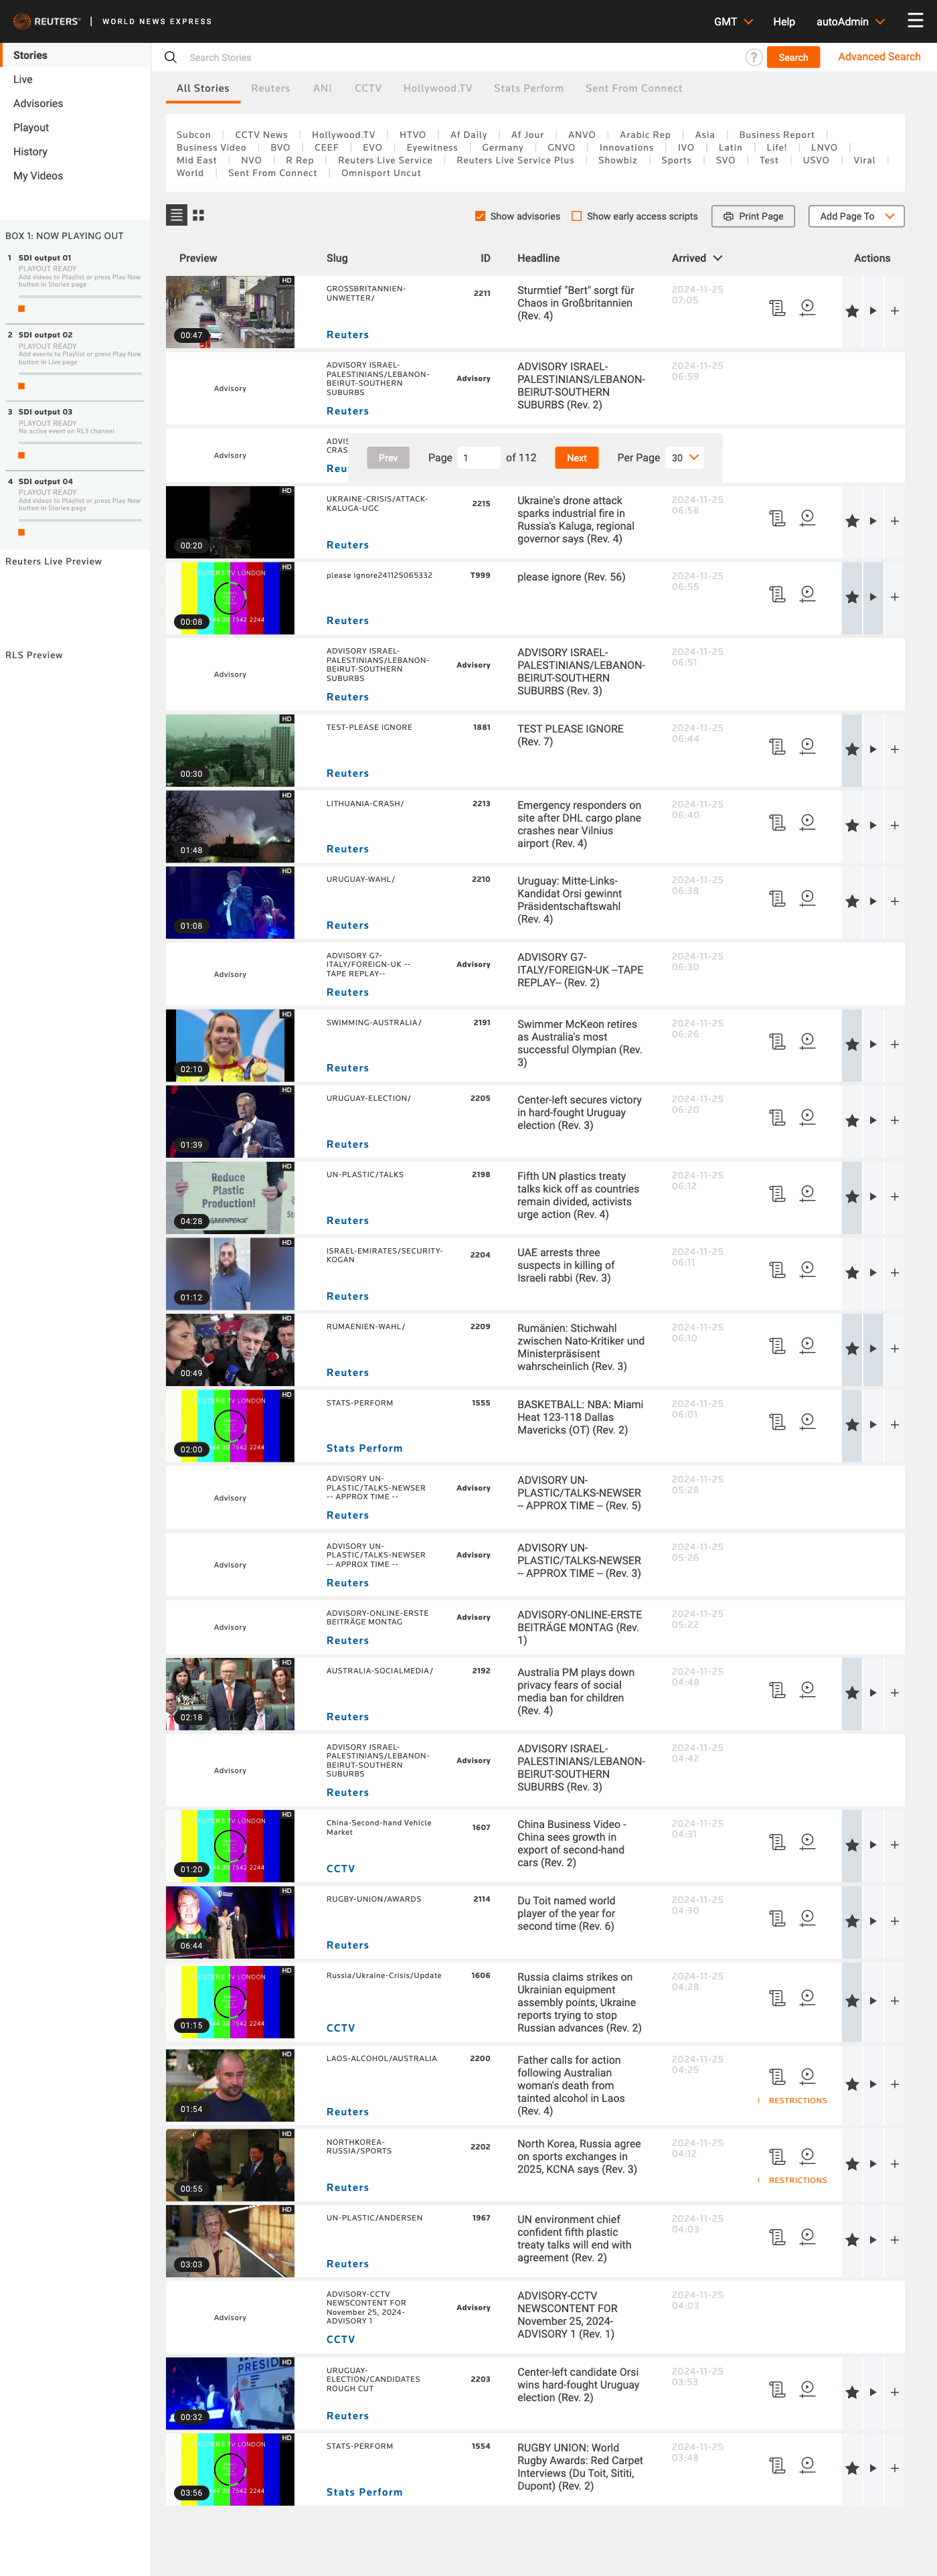 REUTERS
WORLD NEWS EXPRESS
GMT
Help
autoAdmin
Stories
Live
Advisories
Playout
History
My Videos
Search Stories
?
Search
Advanced Search
All Stories
Reuters
ANI
CCTV
Hollywood.TV
Stats Perform
Sent From Connect
Subcon | CCTV News | Hollywood.TV | HTVO | Af Daily | Af Jour | ANVO | Arabic Rep | Asia | Business Report |
Business Video | BVO | CEEF | EVO | Eyewitness | Germany | GNVO | Innovations | IVO | Latin | Life! | LNVO |
Mid East | NVO | R Rep | Reuters Live Service | Reuters Live Service Plus | Showbiz | Sports | SVO | Test | USVO | Viral |
World | Sent From Connect | Omnisport Uncut
BOX 1: NOW PLAYING OUT
1 SDI output 01
PLAYOUT READY
Add videos to Playlist or press Play Now
button in Stories page
2 SDI output 02
PLAYOUT READY
Add events to Playlist or press Play Now
button in Live page
3 SDI output 03
PLAYOUT READY
No active event on RL3 channel
4 SDI output 04
PLAYOUT READY
Add videos to Playlist or press Play Now
button in Stories page
Reuters Live Preview
RLS Preview
Show advisories
Show early access scripts
Print Page
Add Page To
Preview
Slug
ID
Headline
Arrived
Actions
HD
00:47
GROSSBRITANNIEN-
UNWETTER/
Reuters
2211
Sturmtief "Bert" sorgt für
Chaos in Großbritannien
(Rev. 4)
2024-11-25
07:05
Advisory
ADVISORY ISRAEL-
PALESTINIANS/LEBANON-
BEIRUT-SOUTHERN
SUBURBS
Reuters
Advisory
ADVISORY ISRAEL-
PALESTINIANS/LEBANON-
BEIRUT-SOUTHERN
SUBURBS (Rev. 2)
2024-11-25
06:59
Advisory
ADVIS
CRAS
Reu
Prev
Page
1
of 112
Next
Per Page
30
HD
00:20
UKRAINE-CRISIS/ATTACK-
KALUGA-UGC
Reuters
2215
Ukraine's drone attack
sparks industrial fire in
Russia's Kaluga, regional
governor says (Rev. 4)
2024-11-25
06:58
HD
REUTERS TV LONDON
44 20 7542 2244
00:08
please ignore241125065332
Reuters
T999
please ignore (Rev. 56)
2024-11-25
06:55
Advisory
ADVISORY ISRAEL-
PALESTINIANS/LEBANON-
BEIRUT-SOUTHERN
SUBURBS
Reuters
Advisory
ADVISORY ISRAEL-
PALESTINIANS/LEBANON-
BEIRUT-SOUTHERN
SUBURBS (Rev. 3)
2024-11-25
06:51
HD
00:30
TEST-PLEASE IGNORE
Reuters
1881
TEST PLEASE IGNORE
(Rev. 7)
2024-11-25
06:44
HD
01:48
LITHUANIA-CRASH/
Reuters
2213
Emergency responders on
site after DHL cargo plane
crashes near Vilnius
airport (Rev. 4)
2024-11-25
06:40
HD
01:08
URUGUAY-WAHL/
Reuters
2210
Uruguay: Mitte-Links-
Kandidat Orsi gewinnt
Präsidentschaftswahl
(Rev. 4)
2024-11-25
06:38
Advisory
ADVISORY G7-
ITALY/FOREIGN-UK --
TAPE REPLAY--
Reuters
Advisory
ADVISORY G7-
ITALY/FOREIGN-UK --TAPE
REPLAY-- (Rev. 2)
2024-11-25
06:30
HD
02:10
SWIMMING-AUSTRALIA/
Reuters
2191
Swimmer McKeon retires
as Australia's most
successful Olympian (Rev.
3)
2024-11-25
06:26
HD
01:39
URUGUAY-ELECTION/
Reuters
2205
Center-left secures victory
in hard-fought Uruguay
election (Rev. 3)
2024-11-25
06:20
HD
Reduce
Plastic
Production!
GREENPEACE
04:28
UN-PLASTIC/TALKS
Reuters
2198
Fifth UN plastics treaty
talks kick off as countries
remain divided, activists
urge action (Rev. 4)
2024-11-25
06:12
HD
01:12
ISRAEL-EMIRATES/SECURITY-
KOGAN
Reuters
2204
UAE arrests three
suspects in killing of
Israeli rabbi (Rev. 3)
2024-11-25
06:11
HD
00:49
RUMAENIEN-WAHL/
Reuters
2209
Rumänien: Stichwahl
zwischen Nato-Kritiker und
Ministerpräsisent
wahrscheinlich (Rev. 3)
2024-11-25
06:10
HD
REUTERS TV LONDON
20 7542 2244
02:00
STATS-PERFORM
Stats Perform
1555
BASKETBALL: NBA: Miami
Heat 123-118 Dallas
Mavericks (OT) (Rev. 2)
2024-11-25
06:01
Advisory
ADVISORY UN-
PLASTIC/TALKS-NEWSER
-- APPROX TIME --
Reuters
Advisory
ADVISORY UN-
PLASTIC/TALKS-NEWSER
-- APPROX TIME -- (Rev. 5)
2024-11-25
05:28
Advisory
ADVISORY UN-
PLASTIC/TALKS-NEWSER
-- APPROX TIME --
Reuters
Advisory
ADVISORY UN-
PLASTIC/TALKS-NEWSER
-- APPROX TIME -- (Rev. 3)
2024-11-25
05:26
Advisory
ADVISORY-ONLINE-ERSTE
BEITRÄGE MONTAG
Reuters
Advisory
ADVISORY-ONLINE-ERSTE
BEITRÄGE MONTAG (Rev.
1)
2024-11-25
05:22
HD
02:18
AUSTRALIA-SOCIALMEDIA/
Reuters
2192
Australia PM plays down
privacy fears of social
media ban for children
(Rev. 4)
2024-11-25
04:48
Advisory
ADVISORY ISRAEL-
PALESTINIANS/LEBANON-
BEIRUT-SOUTHERN
SUBURBS
Reuters
Advisory
ADVISORY ISRAEL-
PALESTINIANS/LEBANON-
BEIRUT-SOUTHERN
SUBURBS (Rev. 3)
2024-11-25
04:42
HD
REUTERS TV LONDON
44 20 7542 2244
01:20
China-Second-hand Vehicle
Market
CCTV
1607
China Business Video -
China sees growth in
export of second-hand
cars (Rev. 2)
2024-11-25
04:31
HD
06:44
RUGBY-UNION/AWARDS
Reuters
2114
Du Toit named world
player of the year for
second time (Rev. 6)
2024-11-25
04:30
HD
REUTERS TV LONDON
44 20 7542 2244
01:15
Russia/Ukraine-Crisis/Update
CCTV
1606
Russia claims strikes on
Ukrainian equipment
assembly points, Ukraine
reports trying to stop
Russian advances (Rev. 2)
2024-11-25
04:28
HD
01:54
LAOS-ALCOHOL/AUSTRALIA
Reuters
2200
Father calls for action
following Australian
woman's death from
tainted alcohol in Laos
(Rev. 4)
2024-11-25
04:25
! RESTRICTIONS
HD
00:55
NORTHKOREA-
RUSSIA/SPORTS
Reuters
2202
North Korea, Russia agree
on sports exchanges in
2025, KCNA says (Rev. 3)
2024-11-25
04:12
! RESTRICTIONS
HD
03:03
UN-PLASTIC/ANDERSEN
Reuters
1967
UN environment chief
confident fifth plastic
treaty talks will end with
agreement (Rev. 2)
2024-11-25
04:03
Advisory
ADVISORY-CCTV
NEWSCONTENT FOR
November 25, 2024-
ADVISORY 1
CCTV
Advisory
ADVISORY-CCTV
NEWSCONTENT FOR
November 25, 2024-
ADVISORY 1 (Rev. 1)
2024-11-25
04:03
HD
PRESID
00:32
URUGUAY-
ELECTION/CANDIDATES
ROUGH CUT
Reuters
2203
Center-left candidate Orsi
wins hard-fought Uruguay
election (Rev. 2)
2024-11-25
03:53
HD
REUTERS TV LONDON
44 20 7542 2244
03:56
STATS-PERFORM
Stats Perform
1554
RUGBY UNION: World
Rugby Awards: Red Carpet
Interviews (Du Toit, Sititi,
Dupont) (Rev. 2)
2024-11-25
03:48